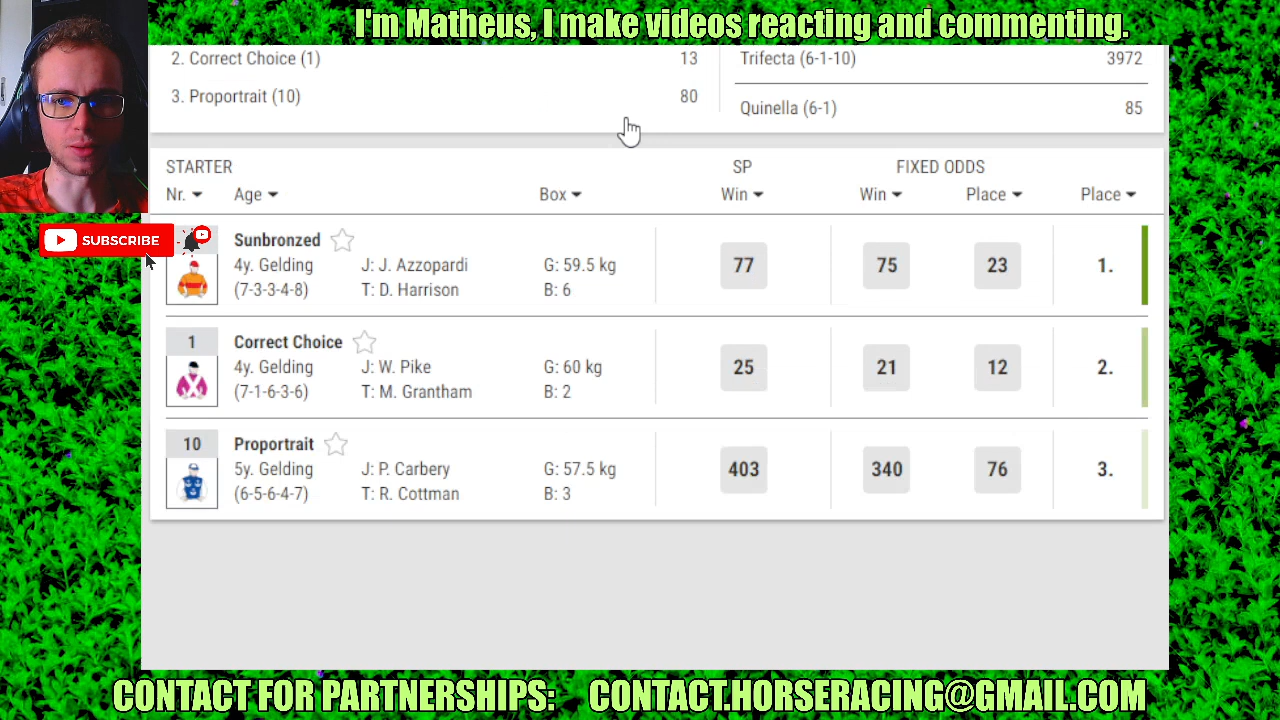 I'm Matheus, I make videos reacting and commenting.
2. Correct Choice (1) 13 Trifecta (6-1-10) 3972
3. Proportrait (10) 80 Quinella (6-1) 85
STARTER SP FIXED ODDS
Nr. Age Box Win Win Place Place
SUBSCRIBE
Sunbronzed
4y. Gelding J: J. Azzopardi G: 59.5 kg 77 75 23 1.
(7-3-3-4-8) T: D. Harrison B: 6
1 Correct Choice
4y. Gelding J: W. Pike G: 60 kg 25 21 12 2.
(7-1-6-3-6) T: M. Grantham B: 2
10 Proportrait
5y. Gelding J: P. Carbery G: 57.5 kg 403 340 76 3.
(6-5-6-4-7) T: R. Cottman B: 3
CONTACT FOR PARTNERSHIPS: CONTACT.HORSERACING@GMAIL.COM